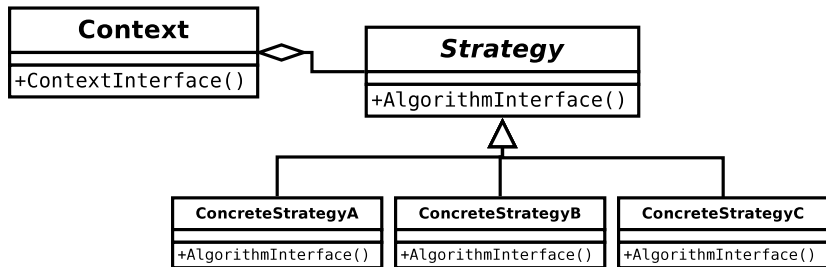 Context
+ContextInterface()
Strategy
+AlgorithmInterface()
ConcreteStrategyA
+AlgorithmInterface()
ConcreteStrategyB
+AlgorithmInterface()
ConcreteStrategyC
+AlgorithmInterface()